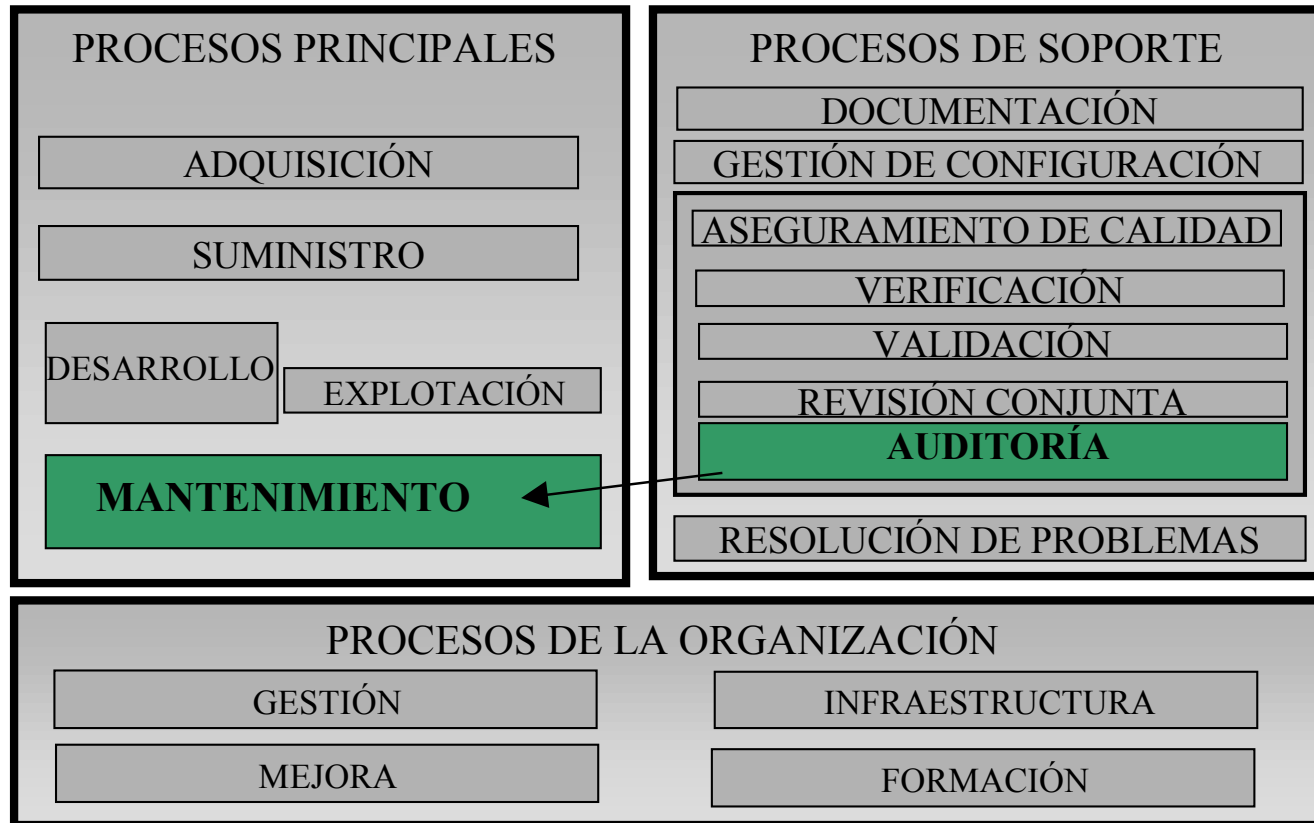 PROCESOS PRINCIPALES
ADQUISICIÓN
SUMINISTRO
DESARROLLO
EXPLOTACIÓN
MANTENIMIENTO
PROCESOS DE SOPORTE
DOCUMENTACIÓN
GESTIÓN DE CONFIGURACIÓN
ASEGURAMIENTO DE CALIDAD
VERIFICACIÓN
VALIDACIÓN
REVISIÓN CONJUNTA
AUDITORÍA
RESOLUCIÓN DE PROBLEMAS
PROCESOS DE LA ORGANIZACIÓN
GESTIÓN
INFRAESTRUCTURA
MEJORA
FORMACIÓN